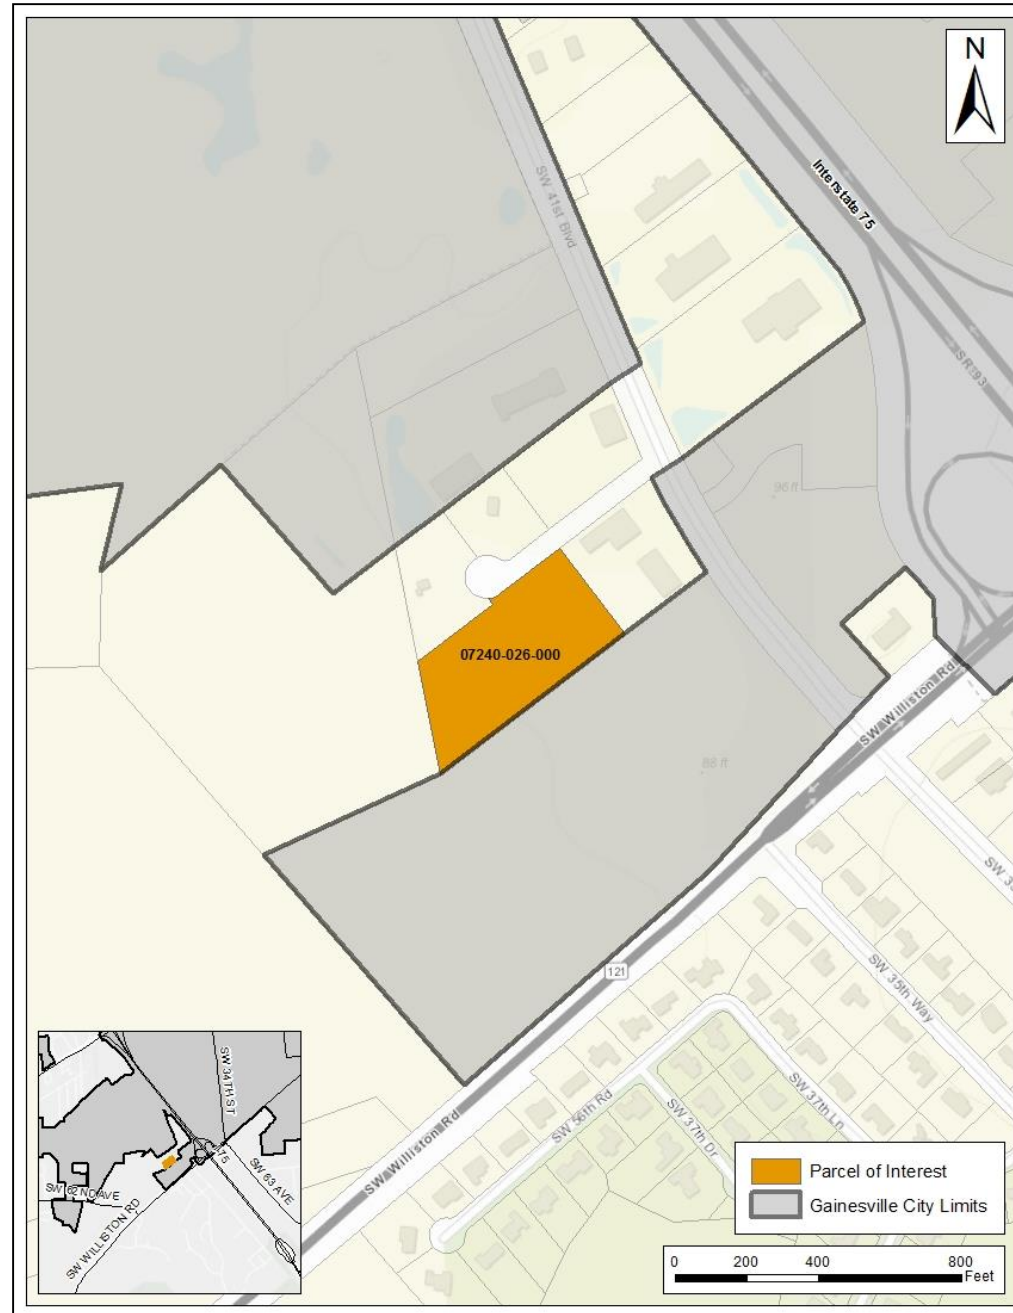 N
SW 41st Blvd
Interstate 75
SR 93
96 ft
07240-026-000
88 ft
SW Williston Rd
121
SW 35th Way
SW 56th Rd
SW 37th Ln
SW 37th Dr
SW Williston Rd
SW 34TH ST
I75
SW 63 AVE
SW 62ND AVE
SW WILLISTON RD
Parcel of Interest
Gainesville City Limits
0 200 400 800
Feet